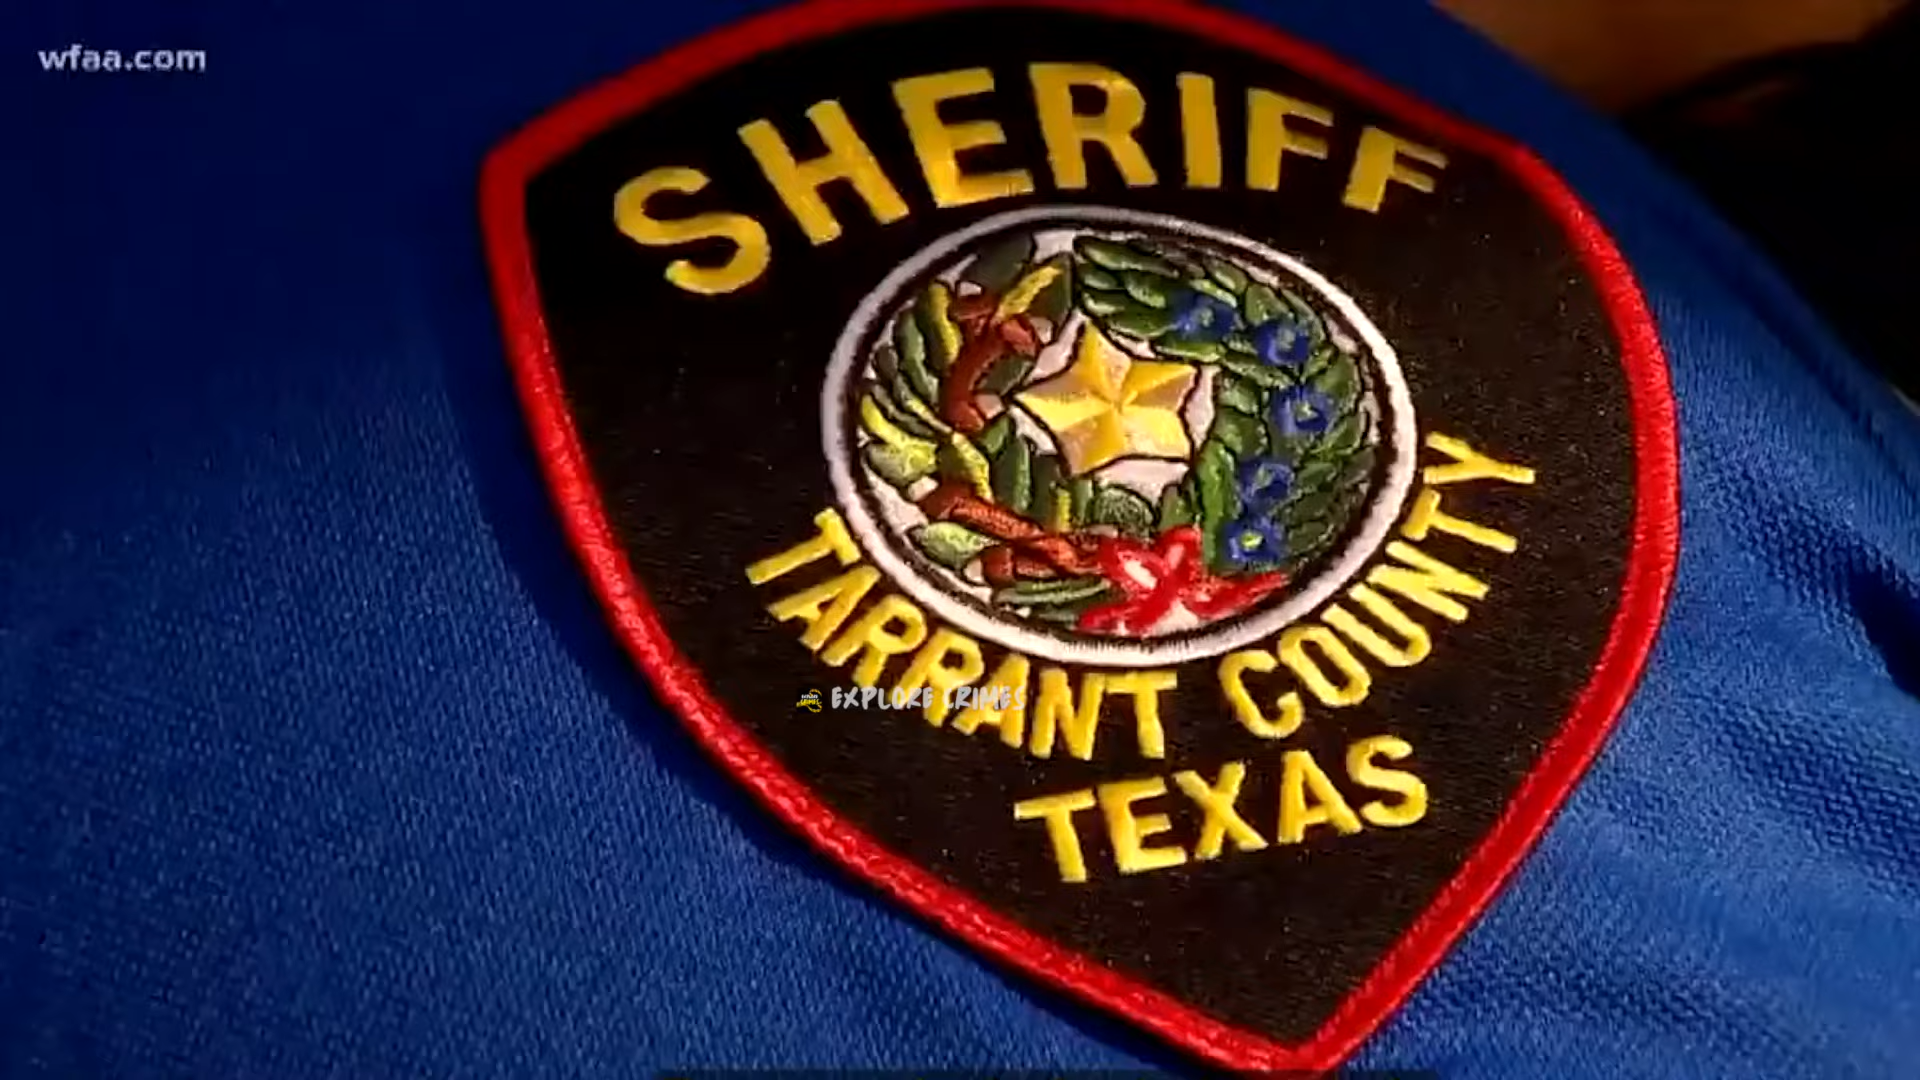 wfaa.com
SHERIFF
TARRANT COUNTY
EXPLORE CRIMES
TEXAS